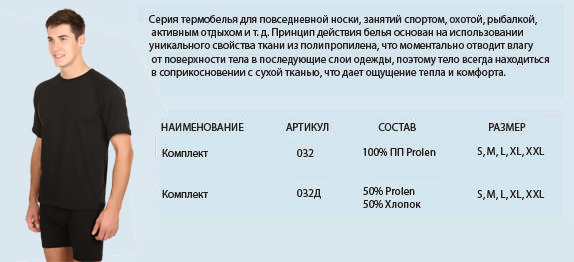 Серия термобелья для повседневной носки, занятий спортом, охотой, рыбалкой,
активным отдыхом и т. д. Принцип действия белья основан на использовании
уникального свойства ткани из полипропилена, что моментально отводит влагу
от поверхности тела в последующие слои одежды, поэтому тело всегда находиться
в соприкосновении с сухой тканью, что дает ощущение тепла и комфорта.
НАИМЕНОВАНИЕ АРТИКУЛ СОСТАВ РАЗМЕР
Комплект 032 100% ПП Prolen S, M, L, XL, XXL
Комплект 032Д 50% Prolen S, M, L, XL, XXL
50% Хлопок